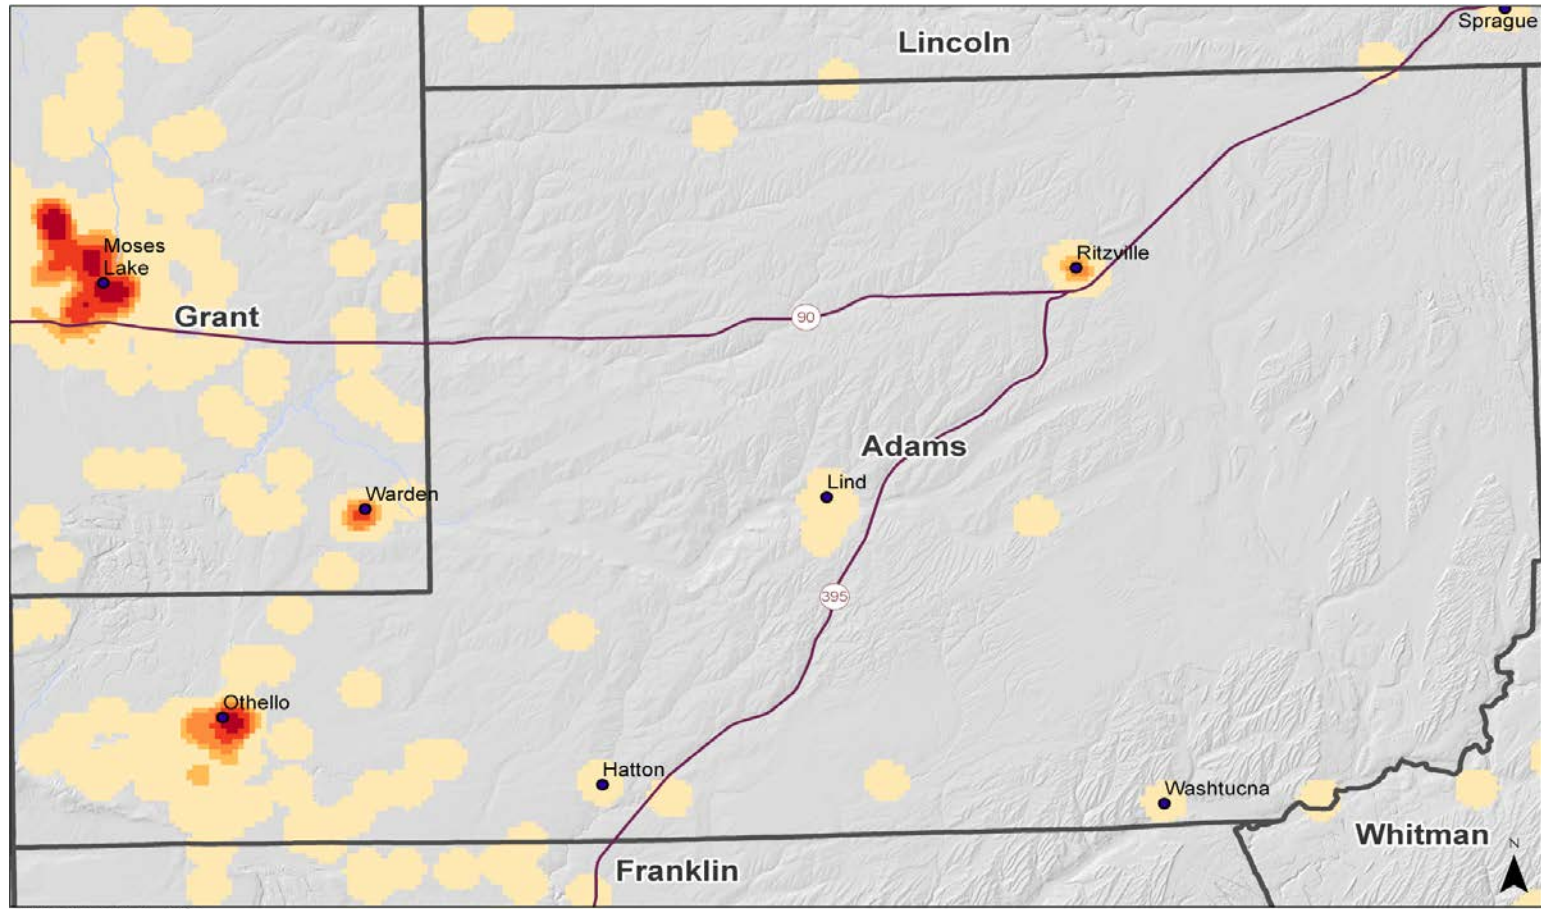 Sprague
Lincoln
Moses
Lake
Ritzville
Grant
90
Adams
Lind
Warden
395
Othello
Hatton
Washtucna
Whitman
N
Franklin